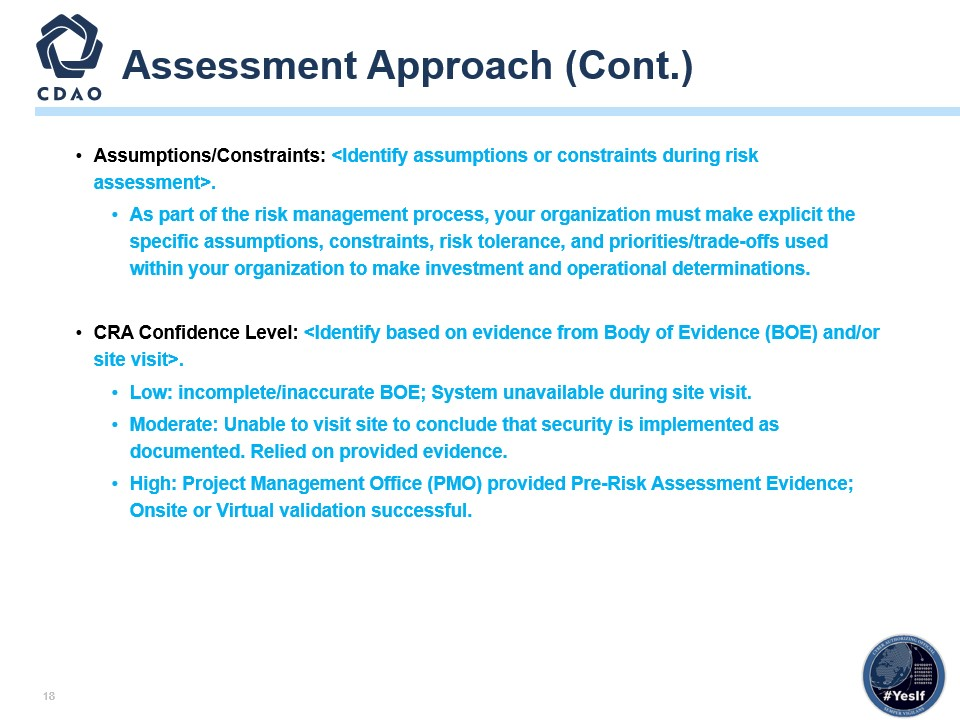 CDAO
Assessment Approach (Cont.)
• Assumptions/Constraints: <Identify assumptions or constraints during risk
assessment>.
• As part of the risk management process, your organization must make explicit the
specific assumptions, constraints, risk tolerance, and priorities/trade-offs used
within your organization to make investment and operational determinations.
• CRA Confidence Level: <Identify based on evidence from Body of Evidence (BOE) and/or
site visit>.
• Low: incomplete/inaccurate BOE; System unavailable during site visit.
• Moderate: Unable to visit site to conclude that security is implemented as
documented. Relied on provided evidence.
• High: Project Management Office (PMO) provided Pre-Risk Assessment Evidence;
Onsite or Virtual validation successful.
18
#YesIf
SEMPER VIGILANS